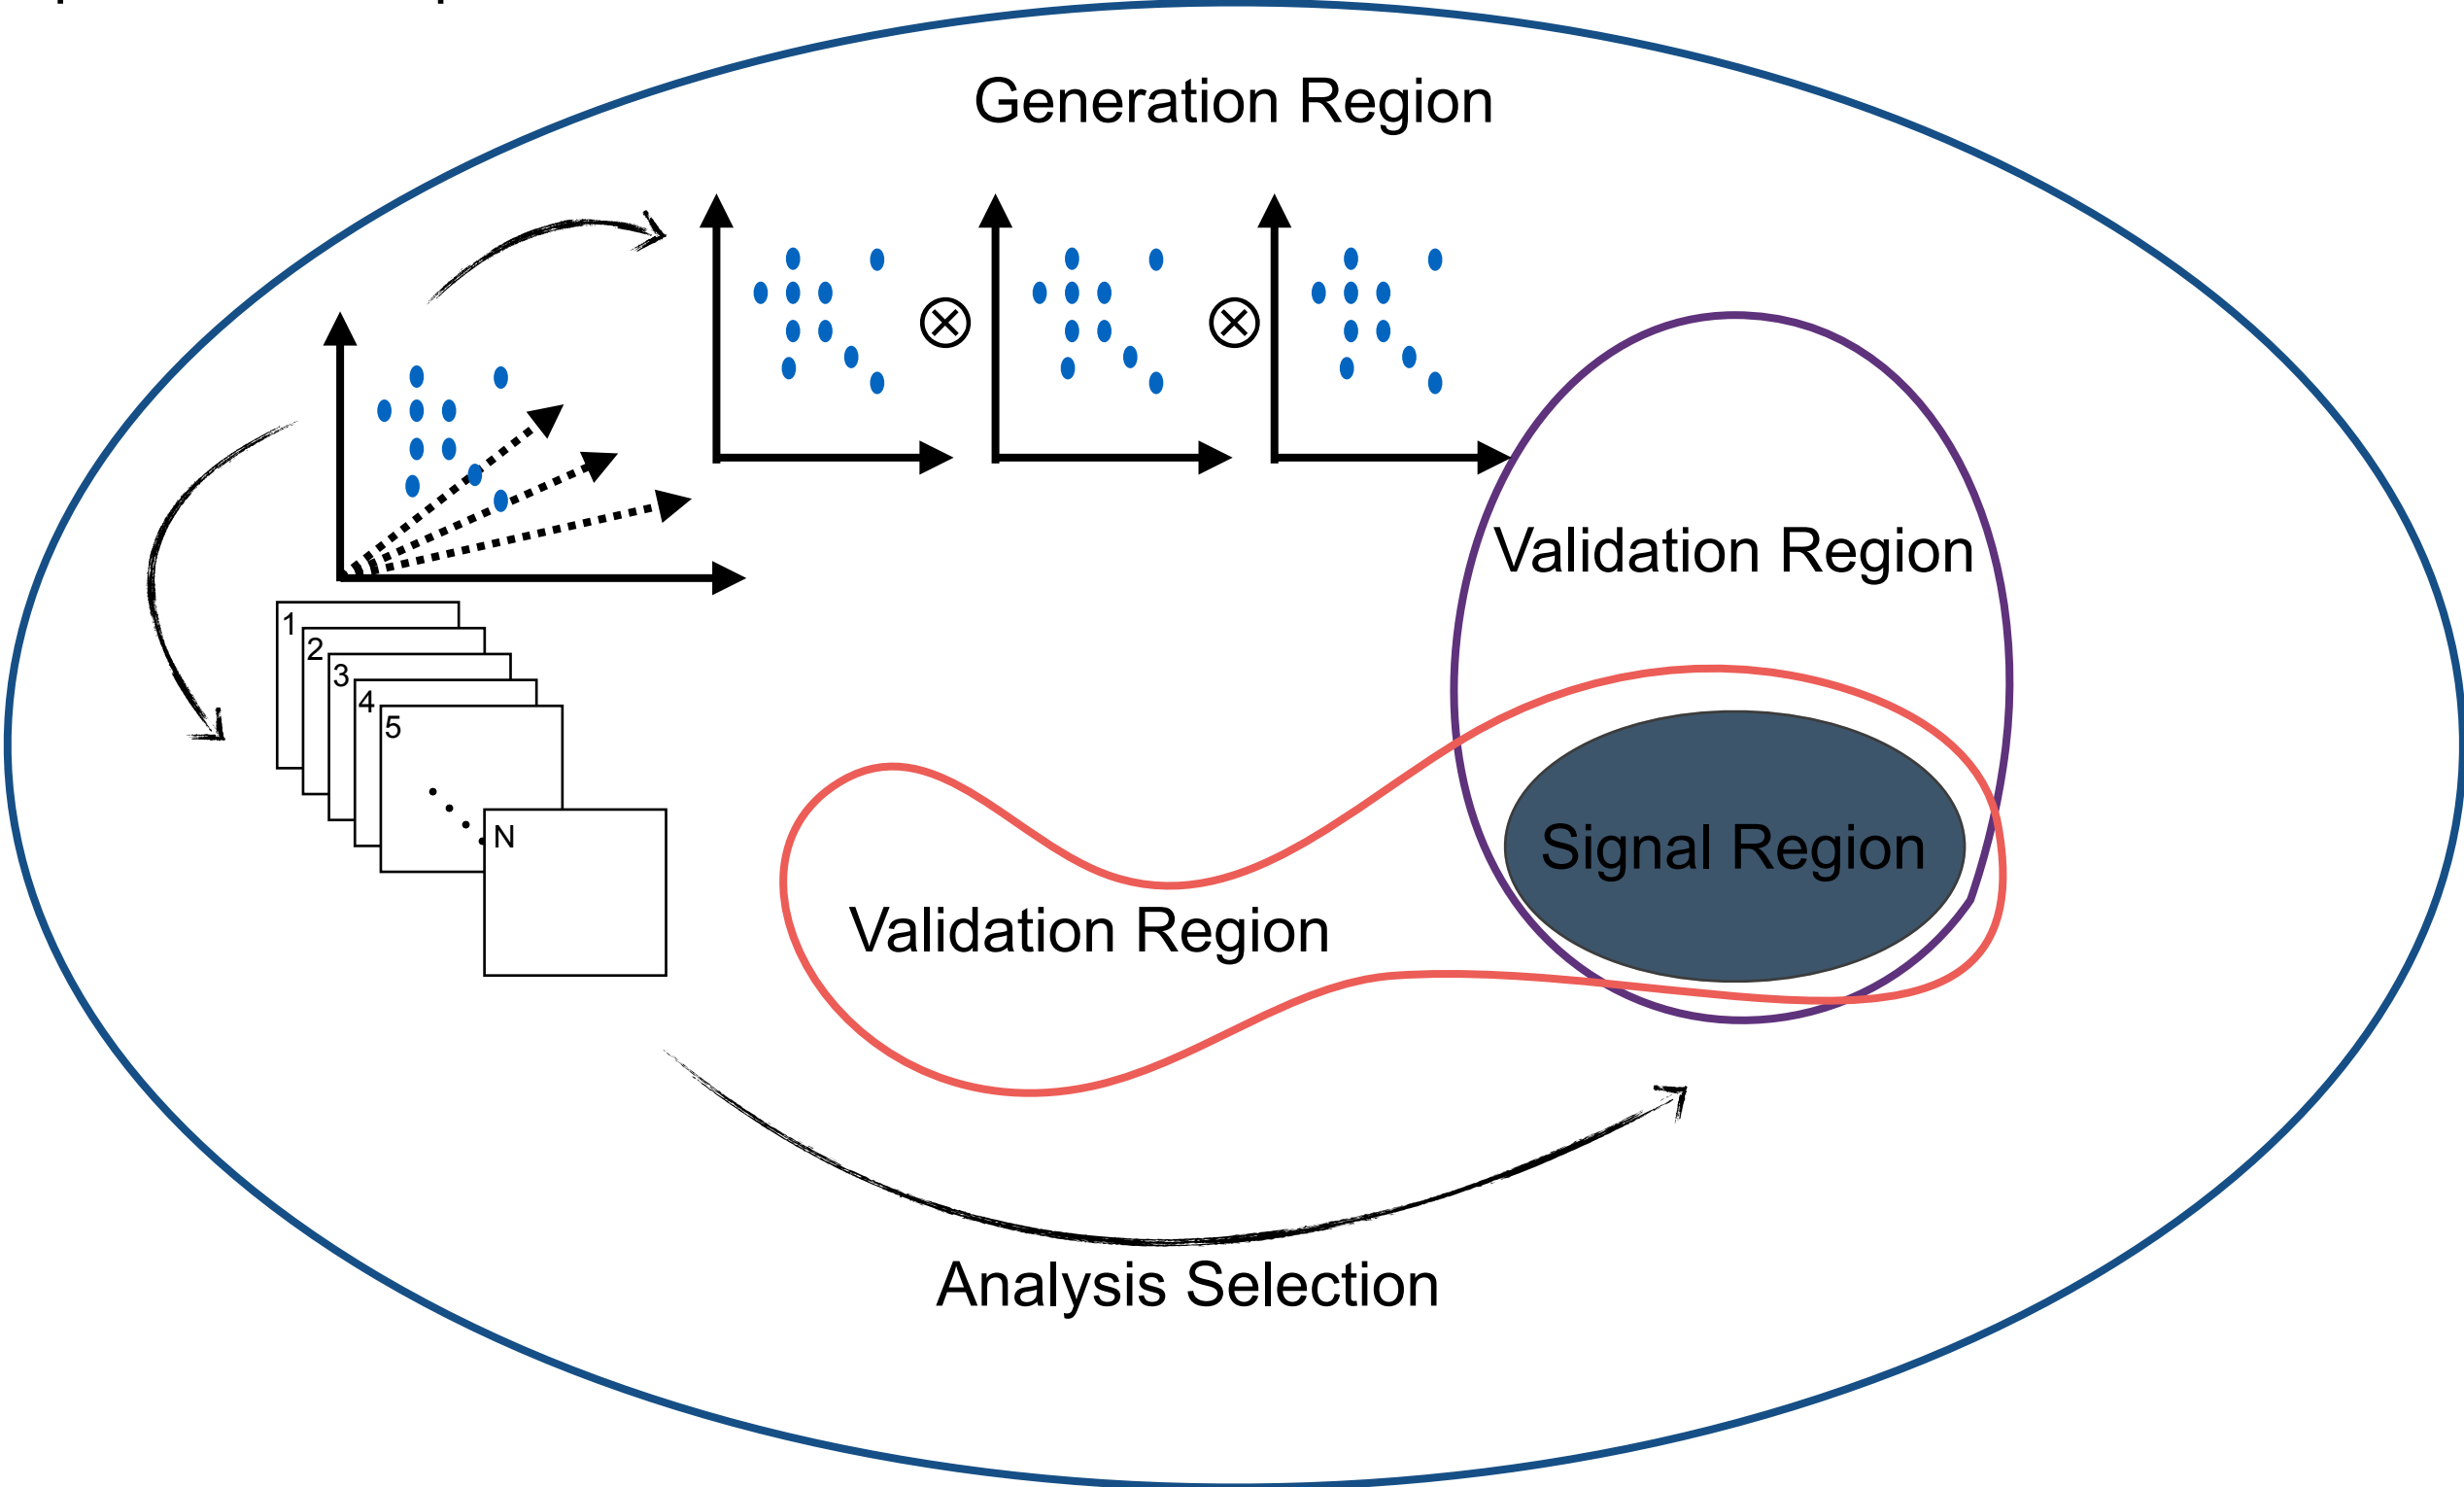 Generation Region
Validation Region
1
2
3
4
5
N
Signal Region
Validation Region
Analysis Selection